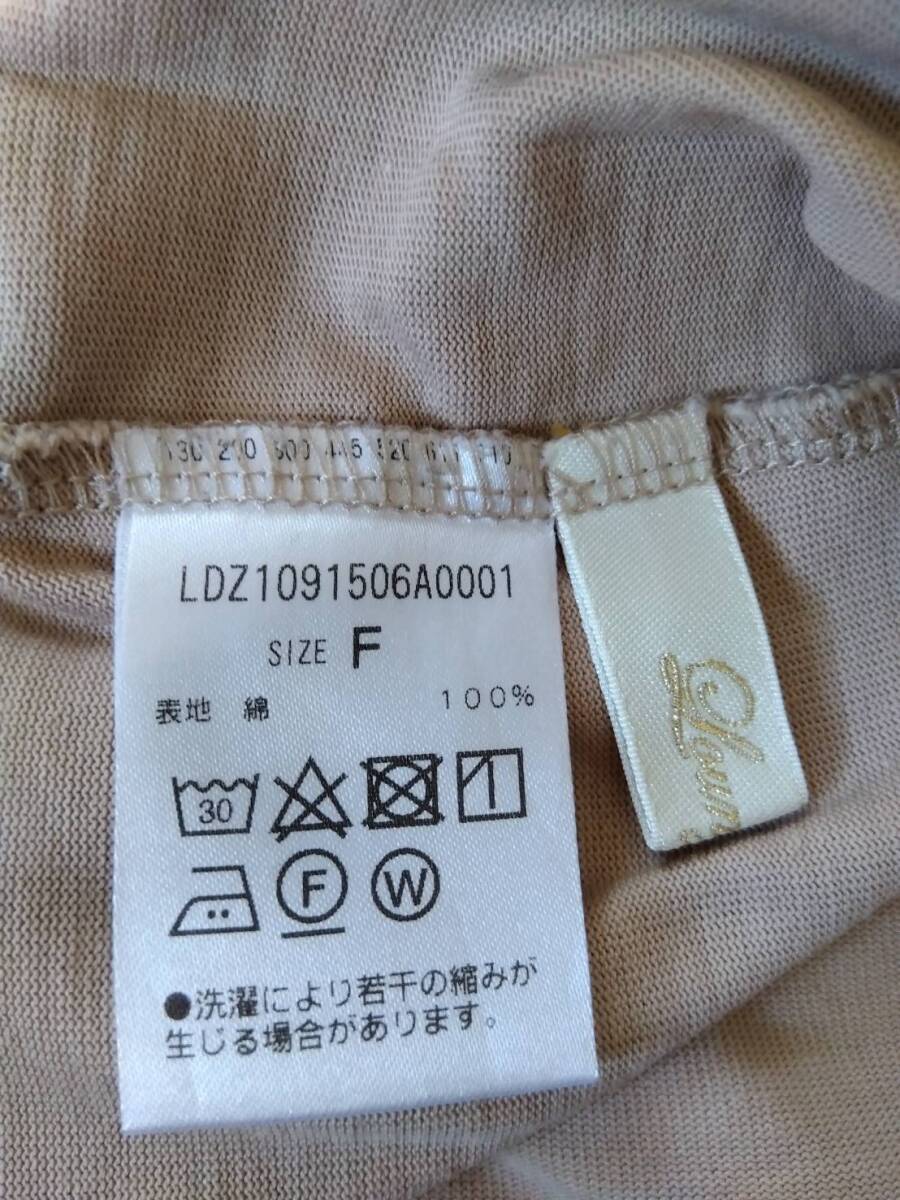 LDZ1091506A0001
SIZE F
表地 綿 100%
30
F W
●洗濯により若干の縮みが
生じる場合があります。